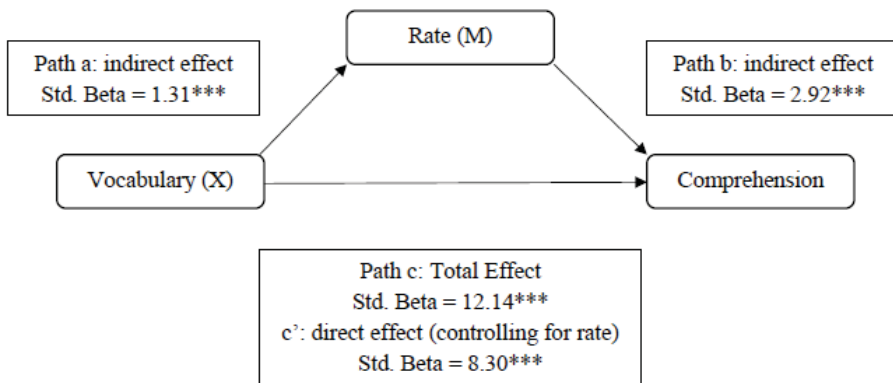 Rate (M)
Path a: indirect effect
Std. Beta = 1.31***
Path b: indirect effect
Std. Beta = 2.92***
Vocabulary (X)
Comprehension
Path c: Total Effect
Std. Beta = 12.14***
c’: direct effect (controlling for rate)
Std. Beta = 8.30***